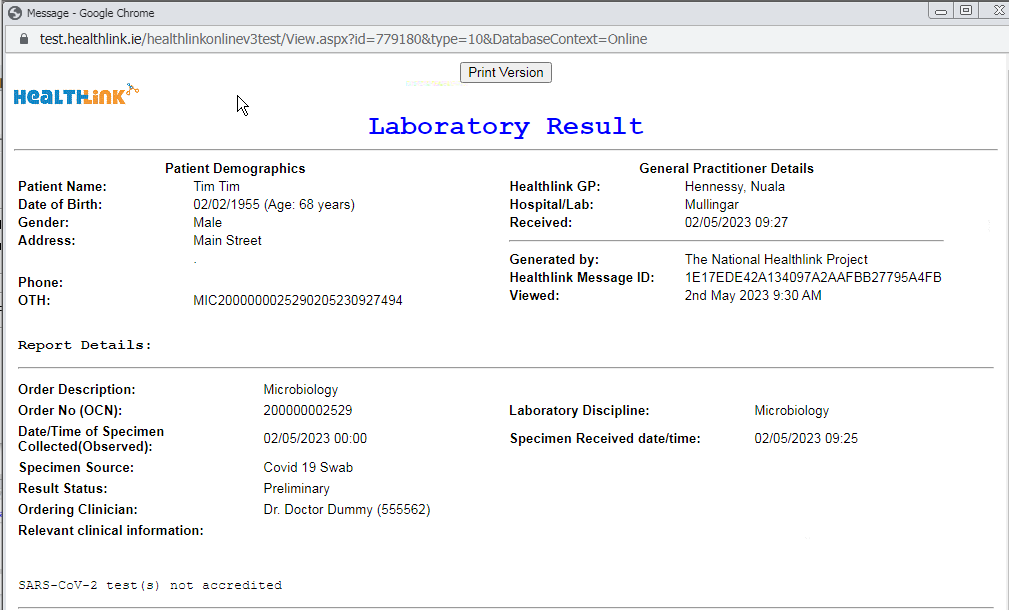 Message - Google Chrome
test.healthlink.ie/healthlinkonlinev3test/View.aspx?id=779180&type=10&DatabaseContext=Online
Print Version
HEALTHLINK
Laboratory Result
Patient Demographics
Patient Name: Tim Tim
Date of Birth: 02/02/1955 (Age: 68 years)
Gender: Male
Address: Main Street
.
Phone:
OTH: MIC2000000025290205230927494
General Practitioner Details
Healthlink GP: Hennessy, Nuala
Hospital/Lab: Mullingar
Received: 02/05/2023 09:27
Generated by: The National Healthlink Project
Healthlink Message ID: 1E17EDE42A134097A2AAFBB27795A4FB
Viewed: 2nd May 2023 9:30 AM
Report Details:
Order Description: Microbiology
Order No (OCN): 200000002529 Laboratory Discipline: Microbiology
Date/Time of Specimen
Collected(Observed): 02/05/2023 00:00 Specimen Received date/time: 02/05/2023 09:25
Specimen Source: Covid 19 Swab
Result Status: Preliminary
Ordering Clinician: Dr. Doctor Dummy (555562)
Relevant clinical information:
SARS-CoV-2 test(s) not accredited